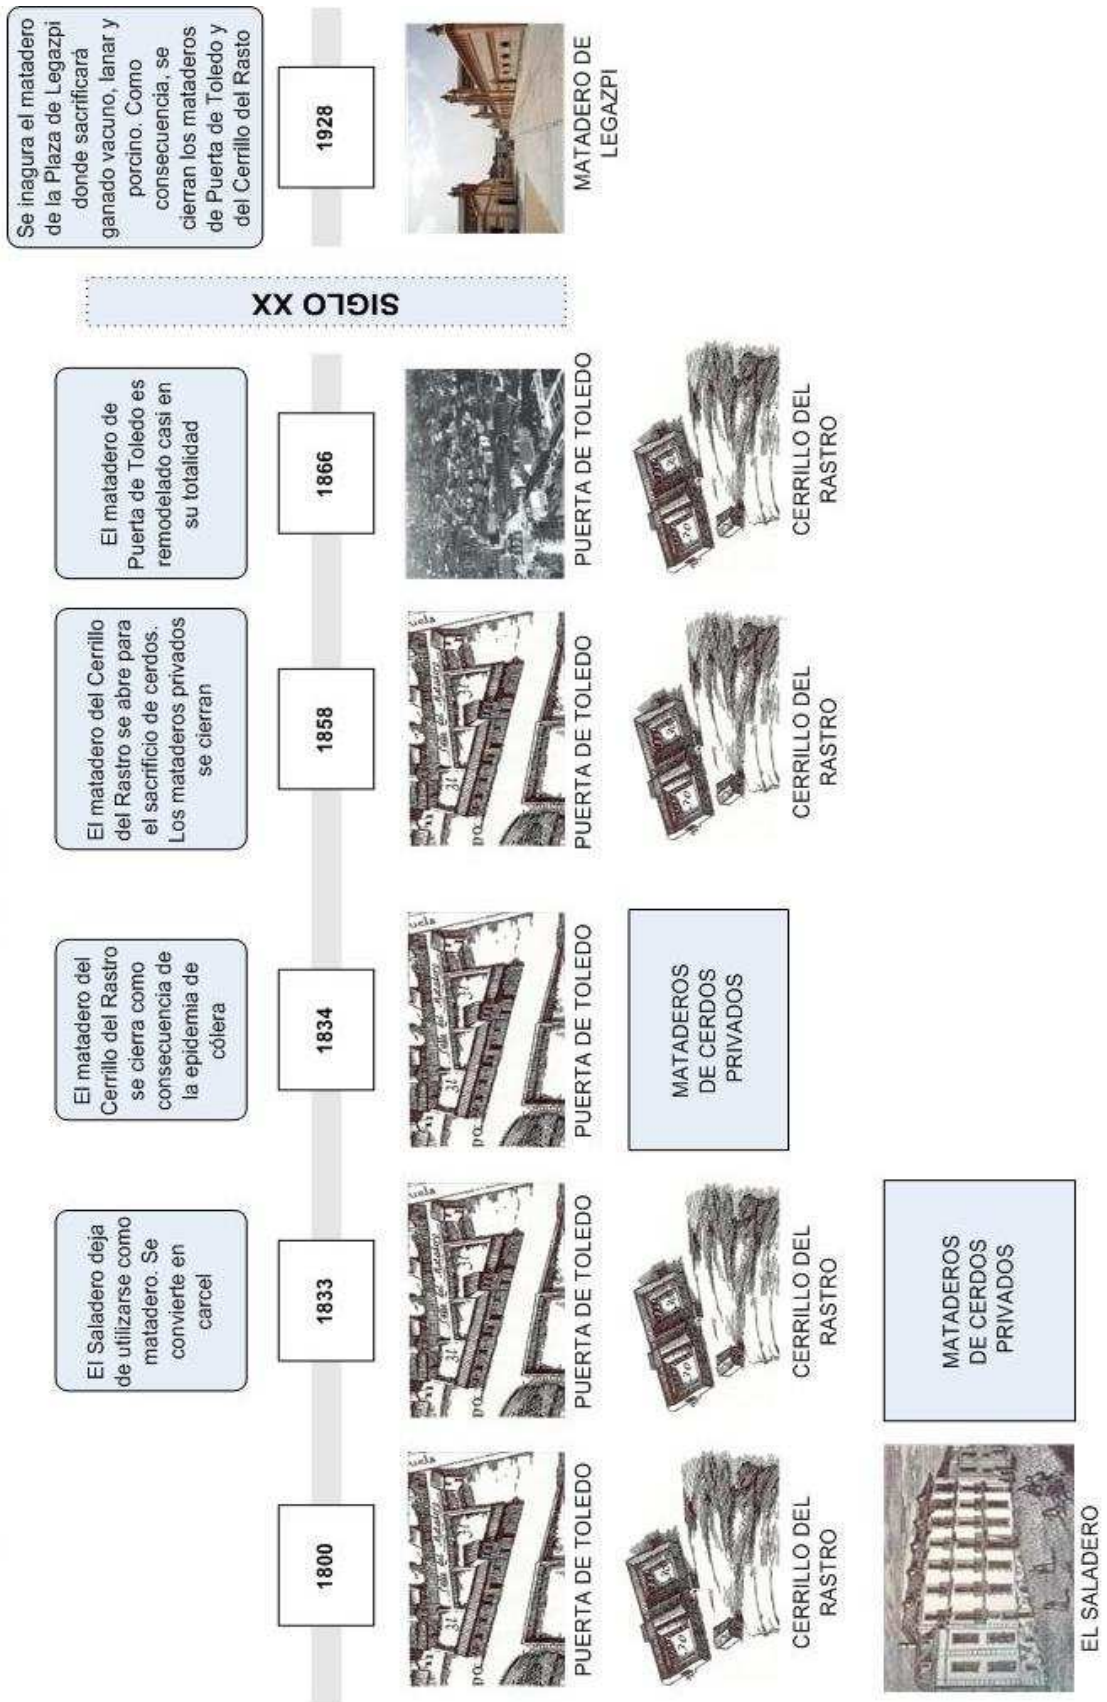 El Saladero deja
de utilizarse como
matadero. Se
convierte en
carcel
El matadero del
Cerrillo del Rastro
se cierra como
consecuencia de
la epidemia de
cólera
El matadero del Cerrillo
del Rastro se abre para
el sacrificio de cerdos.
Los mataderos privados
se cierran
El matadero de
Puerta de Toledo es
remodelado casi en
su totalidad
Se inagura el matadero
de la Plaza de Legazpi
donde sacrificará
ganado vacuno, lanar y
porcino. Como
consecuencia, se
cierran los mataderos
de Puerta de Toledo y
del Cerrillo del Rasto
1800
1833
1834
1858
1866
SIGLO XX
1928
PUERTA DE TOLEDO
PUERTA DE TOLEDO
PUERTA DE TOLEDO
PUERTA DE TOLEDO
PUERTA DE TOLEDO
MATADERO DE
LEGAZPI
CERRILLO DEL
RASTRO
CERRILLO DEL
RASTRO
MATADEROS
DE CERDOS
PRIVADOS
CERRILLO DEL
RASTRO
CERRILLO DEL
RASTRO
EL SALADERO
MATADEROS
DE CERDOS
PRIVADOS